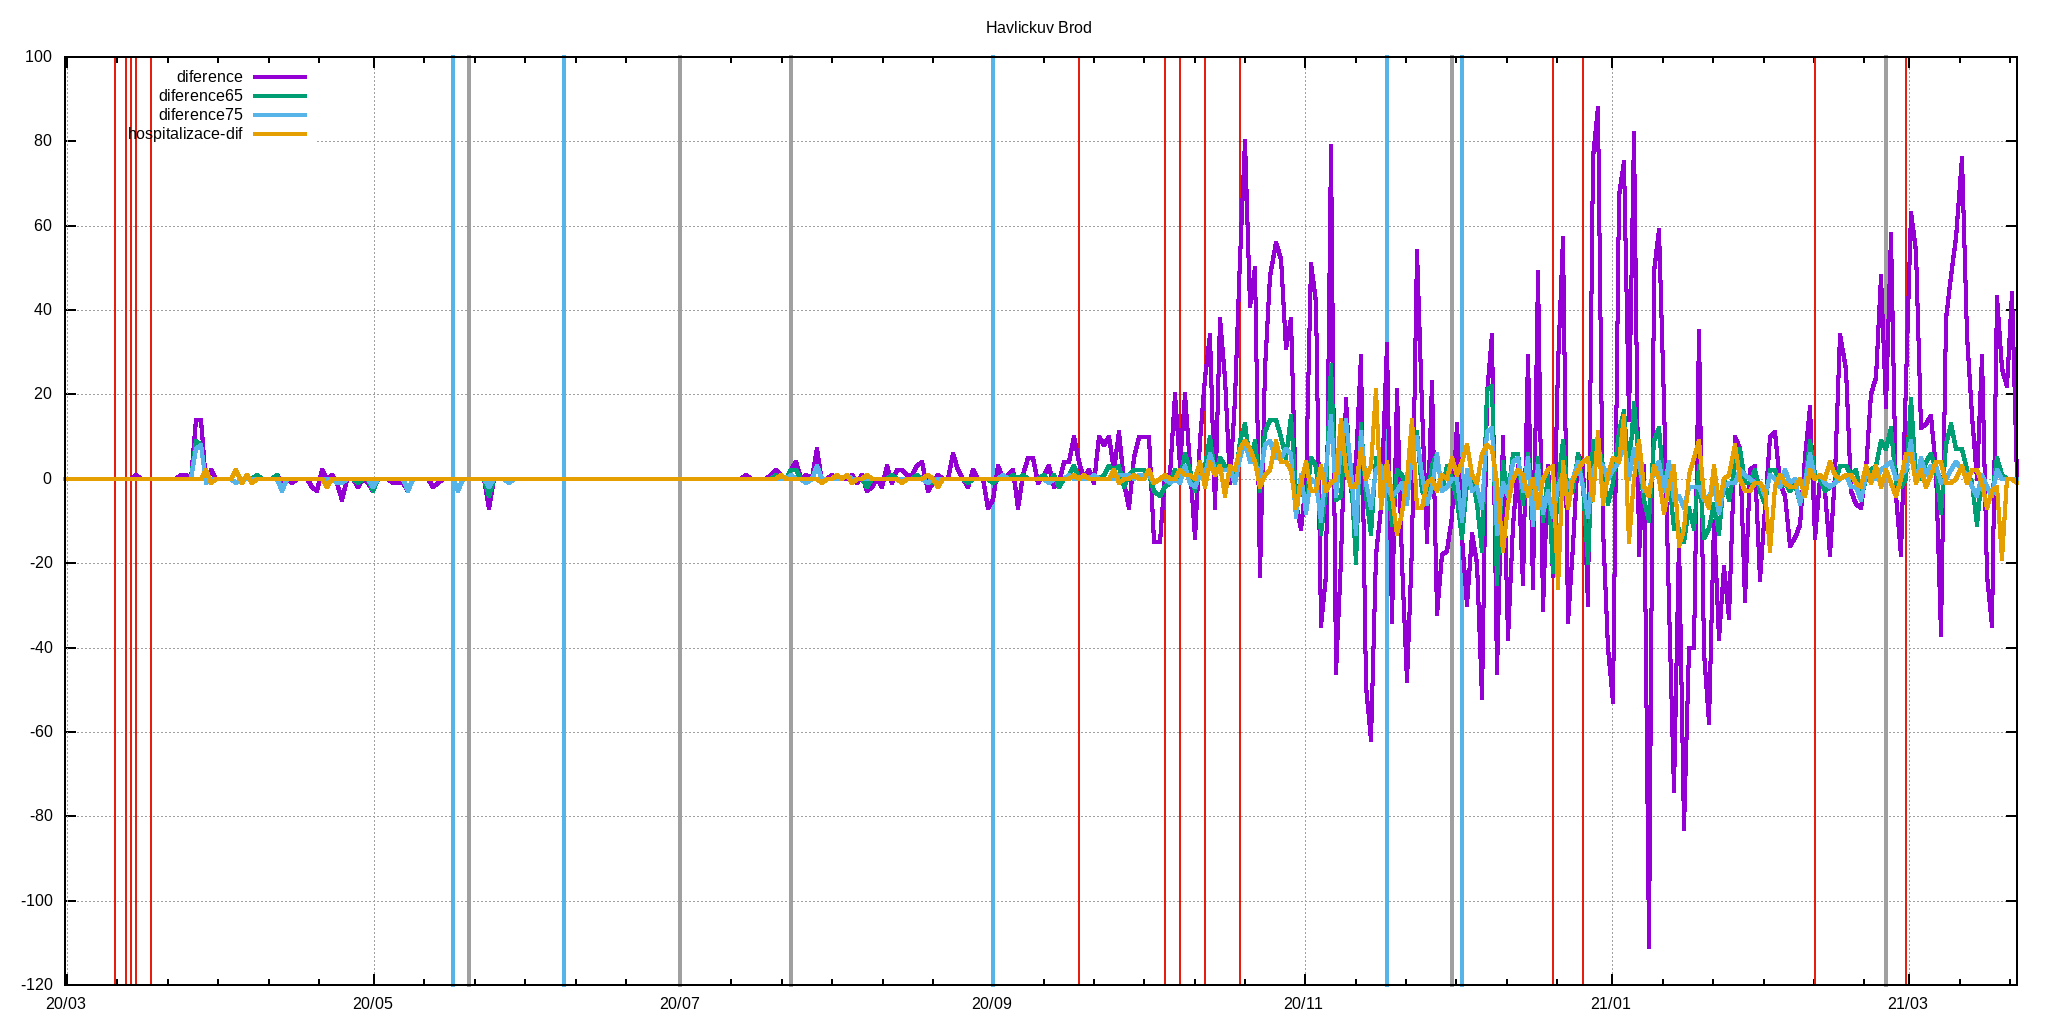 Havlickuv Brod
100
80
60
40
20
0
-20
-40
-60
-80
-100
-120
diference
diference65
diference75
hospitalizace-dif
20/03 20/05 20/07 20/09 20/11 21/01 21/03